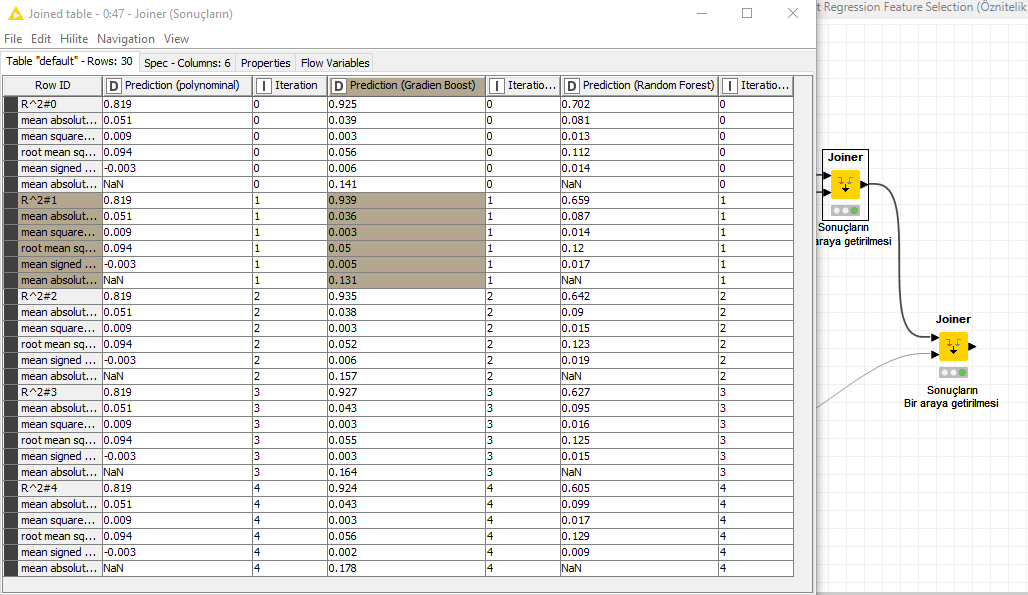 Joined table - 0:47 - Joiner (Sonuçların)
t Regression Feature Selection (Öznitelik
File Edit Hilite Navigation View
Table "default" - Rows: 30 Spec - Columns: 6 Properties Flow Variables
Row ID D Prediction (polynominal) I Iteration D Prediction (Gradien Boost) I Iteratio... D Prediction (Random Forest) I Iteratio...
R^2#0 0.819 0 0.925 0 0.702 0
mean absolut... 0.051 0 0.039 0 0.081 0
mean square... 0.009 0 0.003 0 0.013 0
root mean sq... 0.094 0 0.056 0 0.112 0
mean signed ... -0.003 0 0.006 0 0.014 0
mean absolut... NaN 0 0.141 0 NaN 0
R^2#1 0.819 1 0.939 1 0.659 1
mean absolut... 0.051 1 0.036 1 0.087 1
mean square... 0.009 1 0.003 1 0.014 1
root mean sq... 0.094 1 0.05 1 0.12 1
mean signed ... -0.003 1 0.005 1 0.017 1
mean absolut... NaN 1 0.131 1 NaN 1
R^2#2 0.819 2 0.935 2 0.642 2
mean absolut... 0.051 2 0.038 2 0.09 2
mean square... 0.009 2 0.003 2 0.015 2
root mean sq... 0.094 2 0.052 2 0.123 2
mean signed ... -0.003 2 0.006 2 0.019 2
mean absolut... NaN 2 0.157 2 NaN 2
R^2#3 0.819 3 0.927 3 0.627 3
mean absolut... 0.051 3 0.043 3 0.095 3
mean square... 0.009 3 0.003 3 0.016 3
root mean sq... 0.094 3 0.055 3 0.125 3
mean signed ... -0.003 3 0.003 3 0.015 3
mean absolut... NaN 3 0.164 3 NaN 3
R^2#4 0.819 4 0.924 4 0.605 4
mean absolut... 0.051 4 0.043 4 0.099 4
mean square... 0.009 4 0.003 4 0.017 4
root mean sq... 0.094 4 0.056 4 0.129 4
mean signed ... -0.003 4 0.002 4 0.009 4
mean absolut... NaN 4 0.178 4 NaN 4
Joiner
Sonuçların
araya getirilmesi
Joiner
Sonuçların
Bir araya getirilmesi